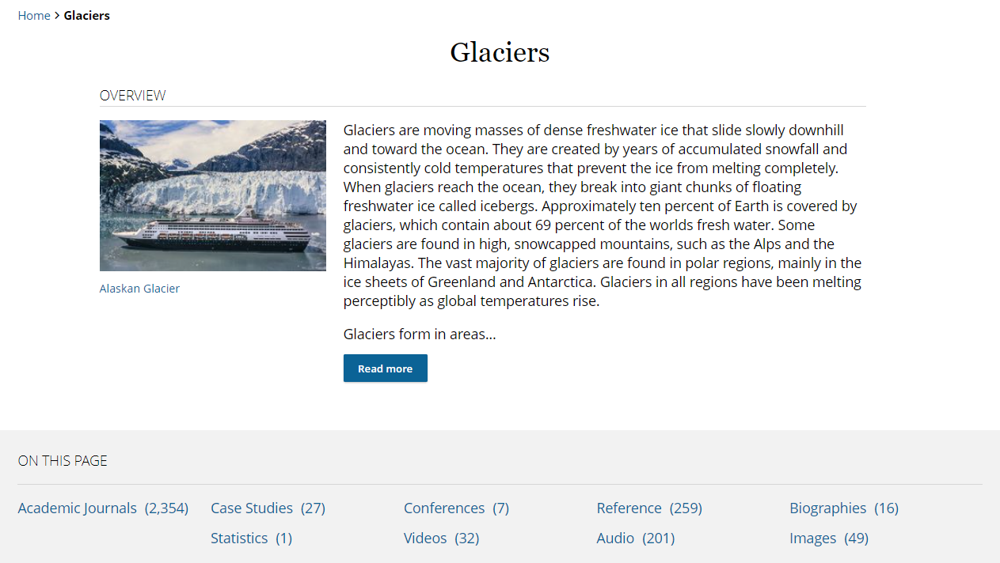 Home > Glaciers
Glaciers
OVERVIEW
Glaciers are moving masses of dense freshwater ice that slide slowly downhill
and toward the ocean. They are created by years of accumulated snowfall and
consistently cold temperatures that prevent the ice from melting completely.
When glaciers reach the ocean, they break into giant chunks of floating
freshwater ice called icebergs. Approximately ten percent of Earth is covered by
glaciers, which contain about 69 percent of the worlds fresh water. Some
glaciers are found in high, snowcapped mountains, such as the Alps and the
Himalayas. The vast majority of glaciers are found in polar regions, mainly in the
ice sheets of Greenland and Antarctica. Glaciers in all regions have been melting
perceptibly as global temperatures rise.
Alaskan Glacier
Glaciers form in areas...
Read more
ON THIS PAGE
Academic Journals (2,354) Case Studies (27) Conferences (7) Reference (259) Biographies (16)
Statistics (1) Videos (32) Audio (201) Images (49)